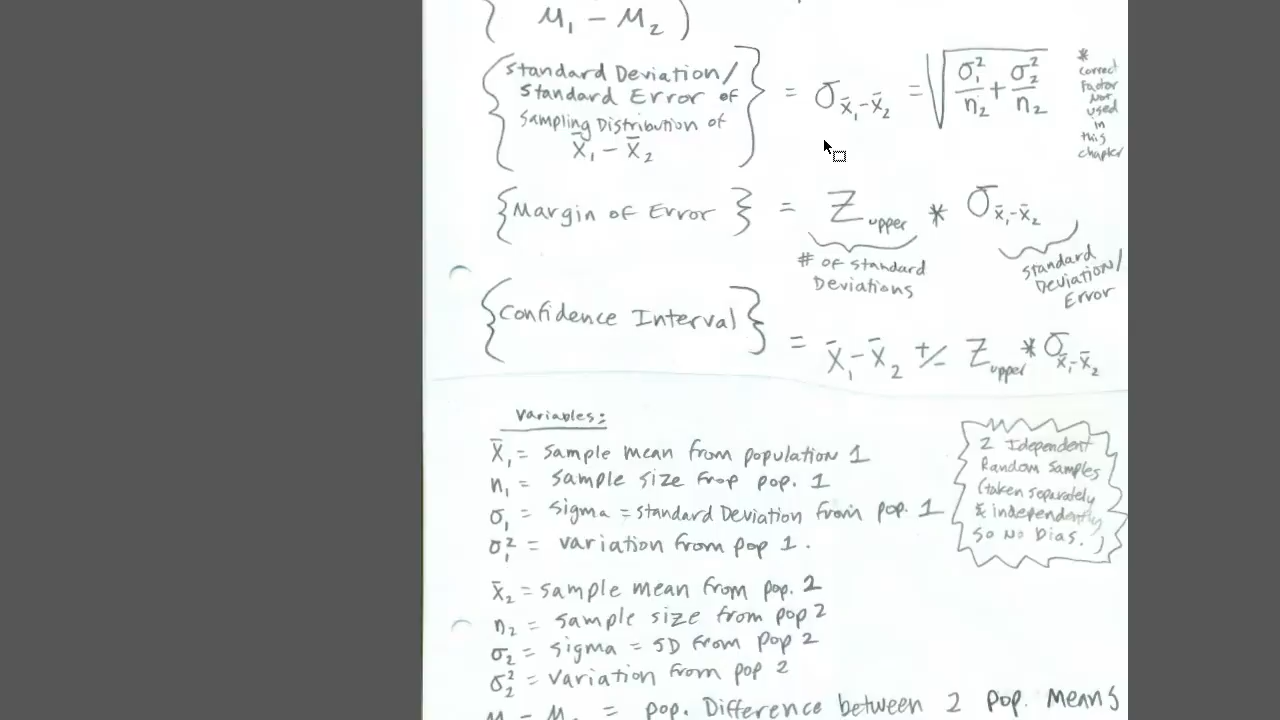 μ₁ - μ₂
Standard Deviation/
Standard Error of
Sampling Distribution of
x̄₁ - x̄₂
= σx̄₁-x̄₂ = √(σ₁²/n₂ + σ₂²/n₂)
*
correct
factor
not
used
in
this
chapter
{Margin of Error} = Z upper * σx̄₁-x̄₂
# of standard
Deviations
standard
Deviation/
Error
{Confidence Interval} = x̄₁-x̄₂ +/- Z upper * σx̄₁-x̄₂
Variables:
x̄₁ = sample mean from population 1
n₁ = sample size frop pop. 1
σ₁ = sigma = standard Deviation from pop. 1
σ₁² = variation from pop 1.
2 Idependent
Random Samples
(taken separately
& independently
so No Dias.)
x̄₂ = sample mean from pop. 2
n₂ = sample size from pop 2
σ₂ = sigma = SD from pop 2
σ₂² = variation from pop 2
= pop. Difference between 2 pop. Means